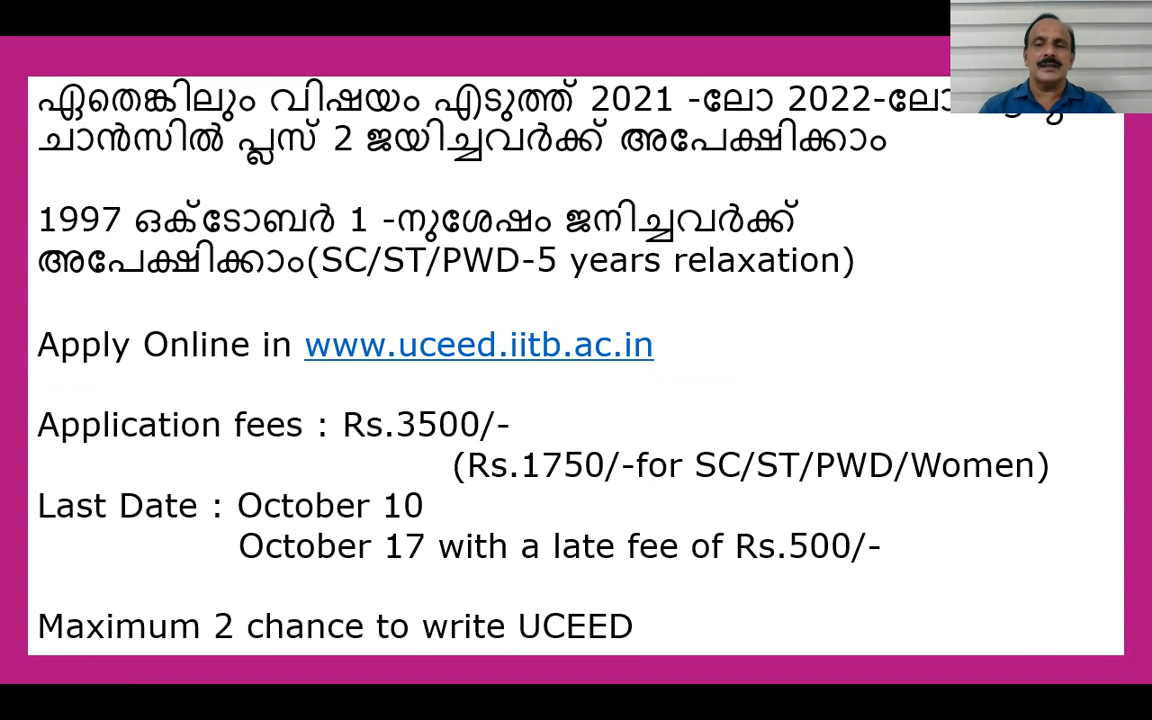 ഏതെങ്കിലും വിഷയം എടുത്ത് 2021 -ലോ 2022-ലോ
ചാൻസിൽ പ്ലസ് 2 ജയിച്ചവർക്ക് അപേക്ഷിക്കാം
1997 ഒക്ടോബർ 1 -നുശേഷം ജനിച്ചവർക്ക്
അപേക്ഷിക്കാം(SC/ST/PWD-5 years relaxation)
Apply Online in www.uceed.iitb.ac.in
Application fees : Rs.3500/-
(Rs.1750/-for SC/ST/PWD/Women)
Last Date : October 10
October 17 with a late fee of Rs.500/-
Maximum 2 chance to write UCEED